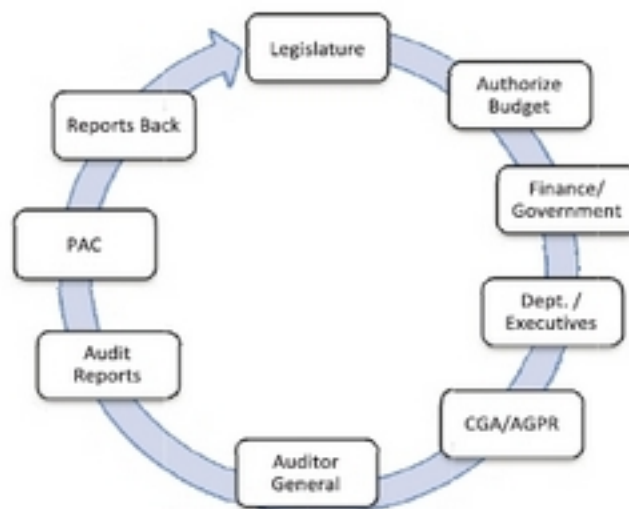 Legislature
Authorize
Budget
Finance/
Government
Dept. /
Executives
CGA/AGPR
Auditor
General
Audit
Reports
PAC
Reports Back